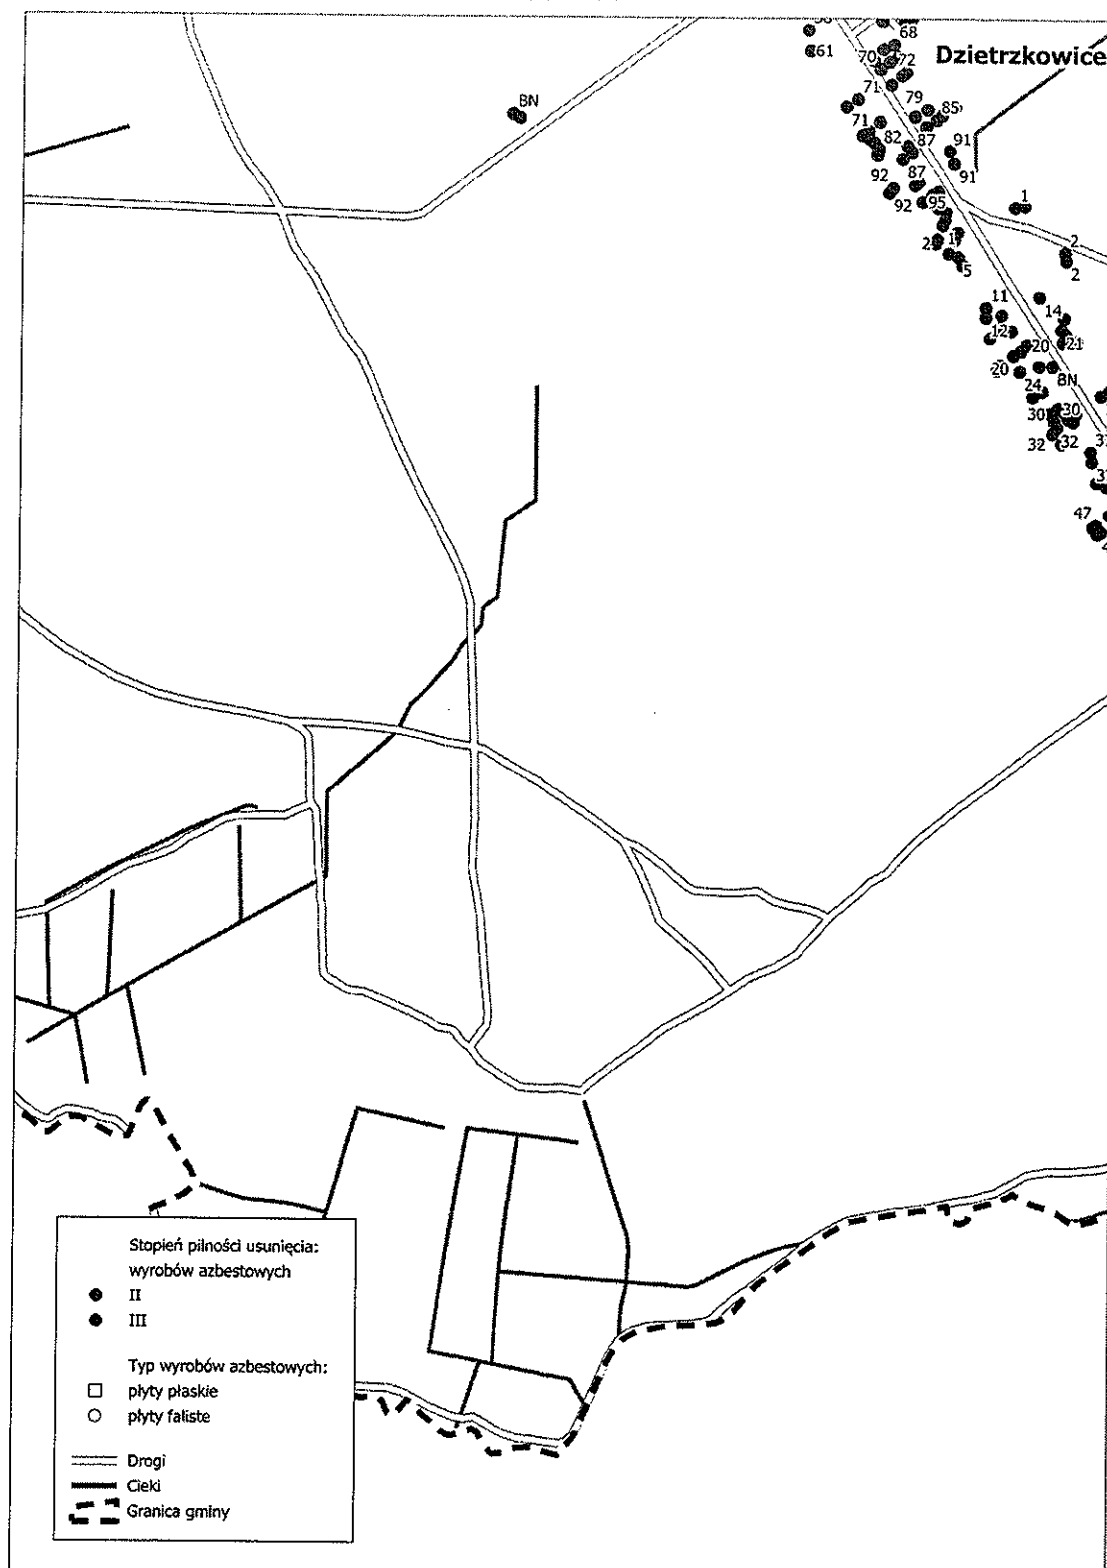 68
Dzietrzkowice
61
70
72
BN
71
79
85
71
82
87
91
91
92
87
92
95
1
2
2
5
11
14
12
20
21
20
BN
24
30
30
32
32
47
Stopień pilności usunięcia:
wyrobów azbestowych
II
III
Typ wyrobów azbestowych:
płyty płaskie
płyty faliste
Drogi
Cieki
Granica gminy